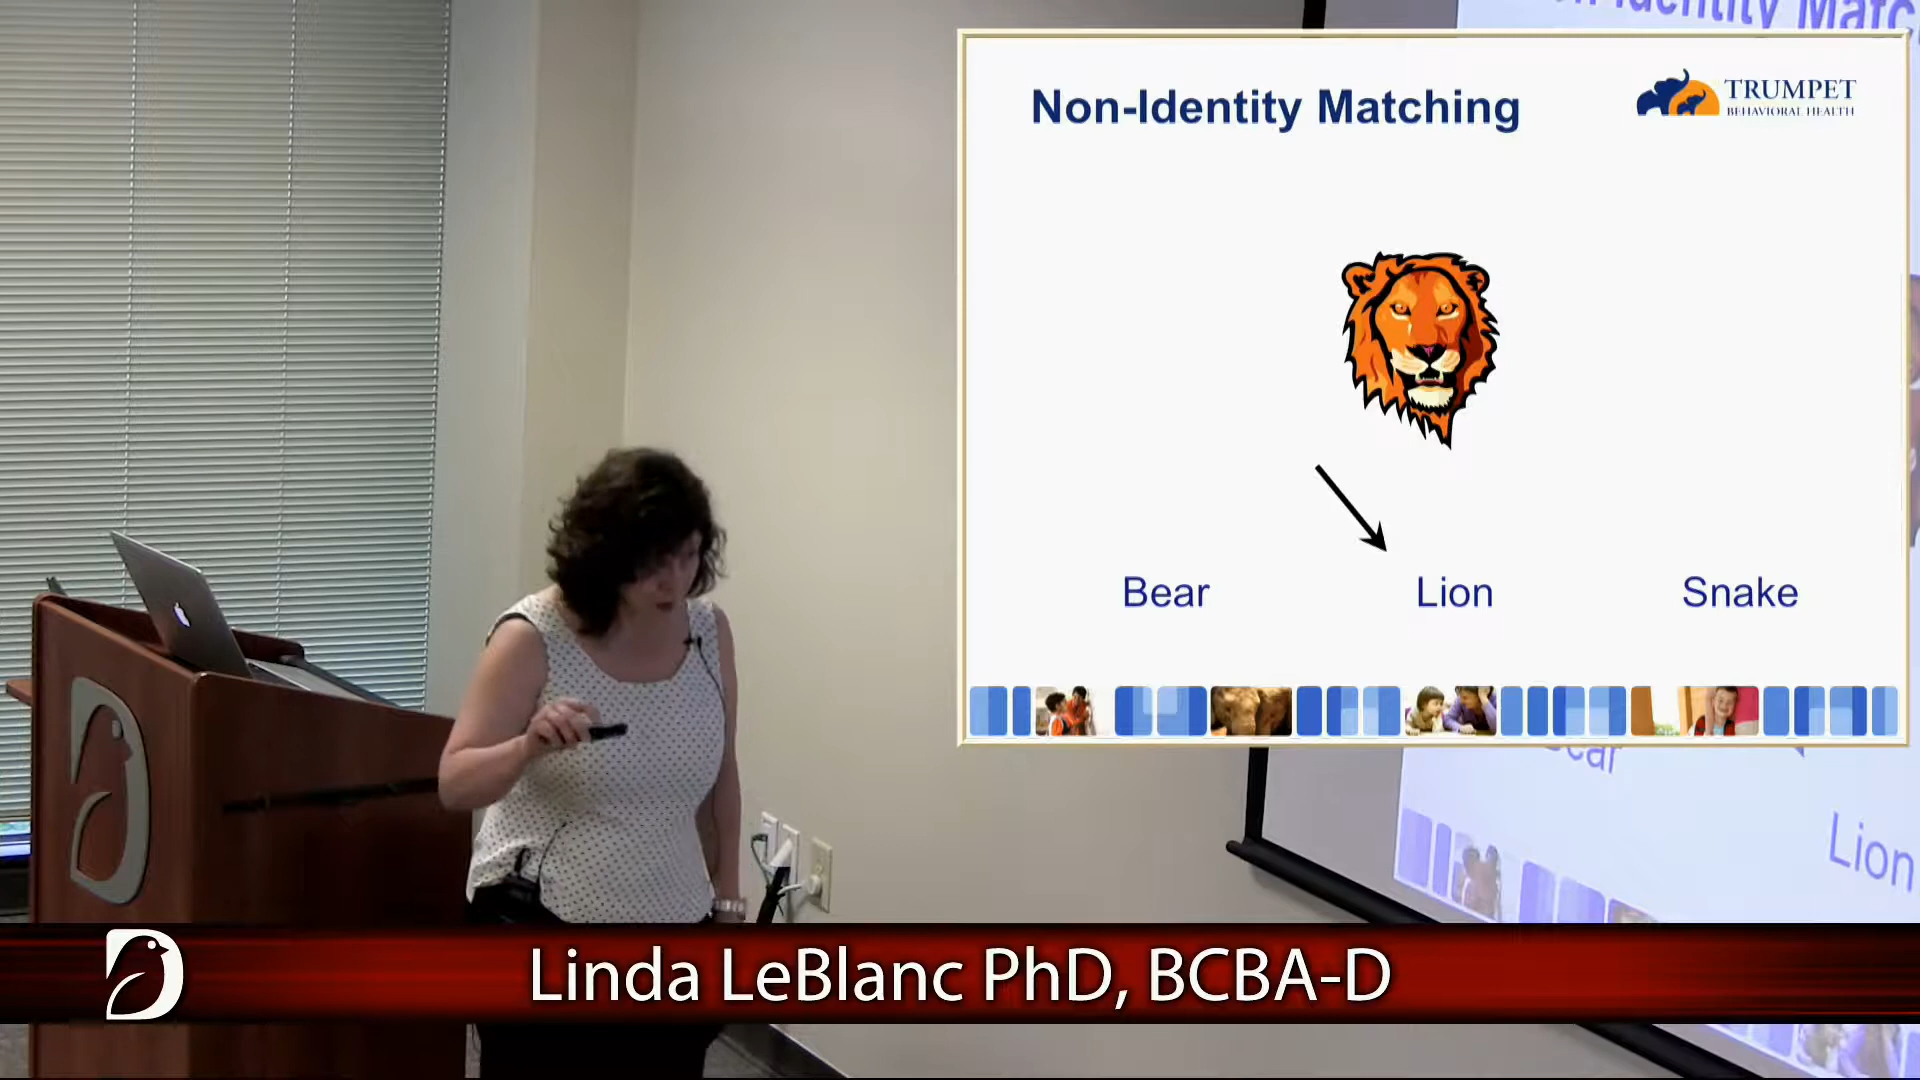 Non-Identity Matching
TRUMPET
BEHAVIORAL HEALTH
Bear
Lion
Snake
Lion
Linda LeBlanc PhD, BCBA-D